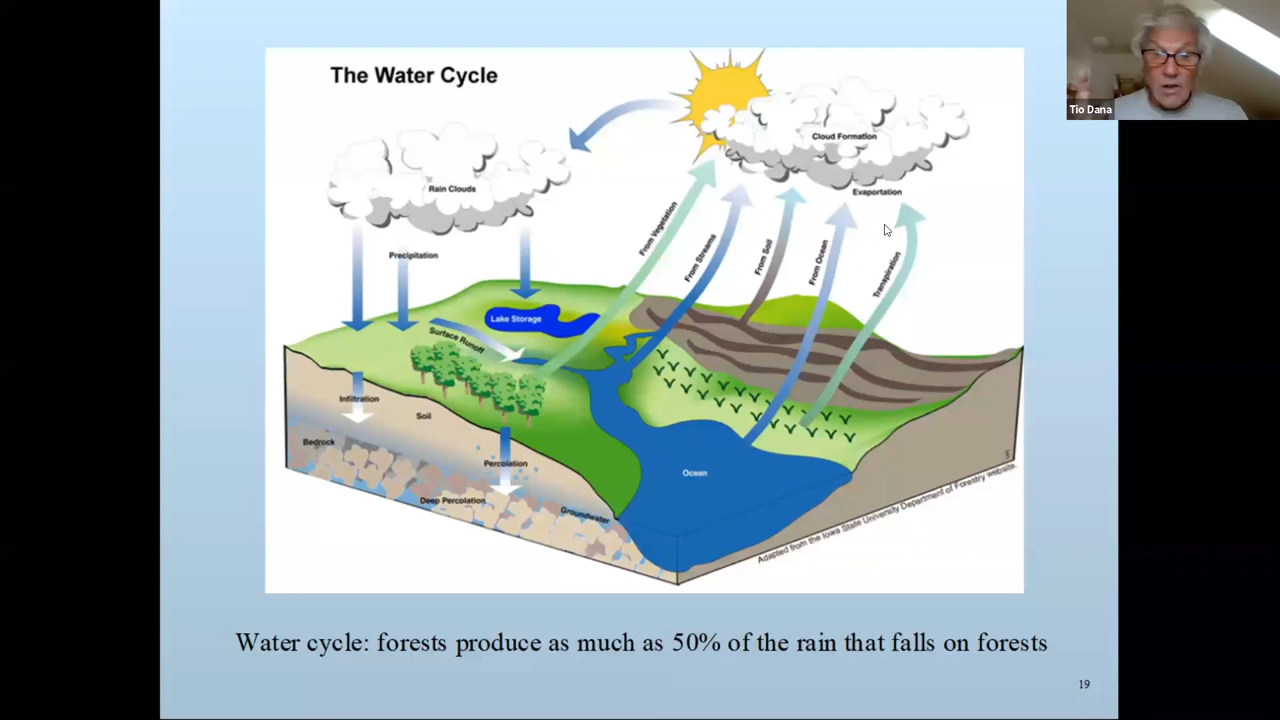 The Water Cycle
Tio Dana
Cloud Formation
Rain Clouds
Evaportation
From Vegetation
From Streams
From Soil
From Ocean
Transpiration
Precipitation
Lake Storage
Surface Runoff
Infiltration
Soil
Bedrock
Percolation
Ocean
Deep Percolation
Groundwater
Adapted from the Iowa State University Department of Forestry website.
Water cycle: forests produce as much as 50% of the rain that falls on forests
19